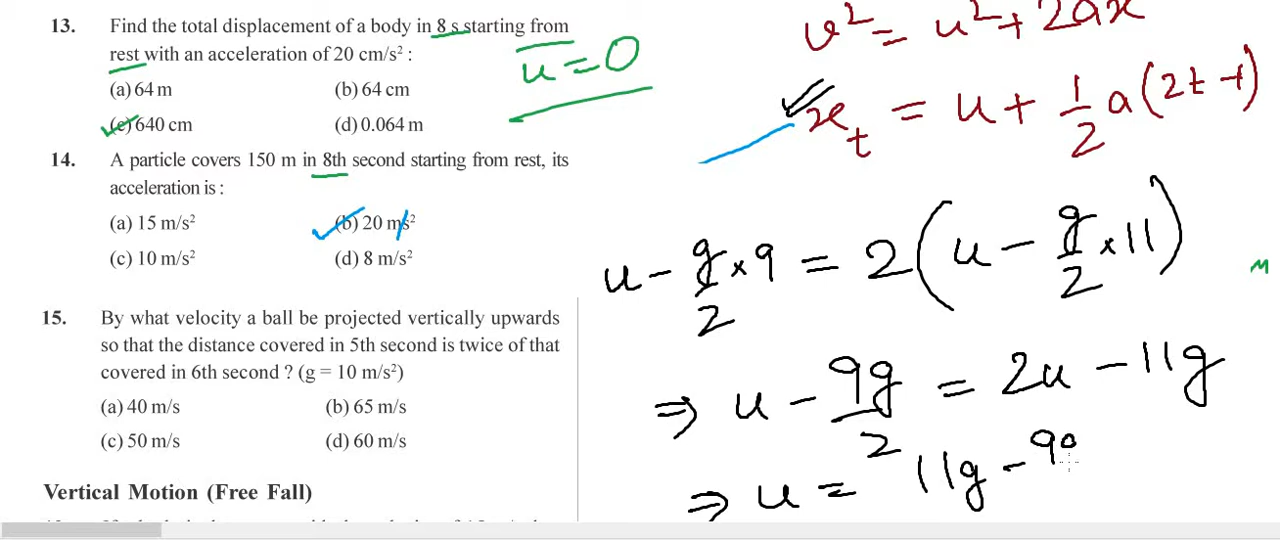 13. Find the total displacement of a body in 8 s starting from
rest with an acceleration of 20 cm/s² :
(a) 64 m (b) 64 cm
(c) 640 cm (d) 0.064 m
u = 0
14. A particle covers 150 m in 8th second starting from rest, its
acceleration is :
(a) 15 m/s² (b) 20 m/s²
(c) 10 m/s² (d) 8 m/s²
15. By what velocity a ball be projected vertically upwards
so that the distance covered in 5th second is twice of that
covered in 6th second ? (g = 10 m/s²)
(a) 40 m/s (b) 65 m/s
(c) 50 m/s (d) 60 m/s
Vertical Motion (Free Fall)
v² = u² + 2ax
x_t = u + 1/2 a (2t - 1)
u - g/2 × 9 = 2 (u - g/2 × 11)
⇒ u - 9g/2 = 2u - 11g
⇒ u = 11g - 9